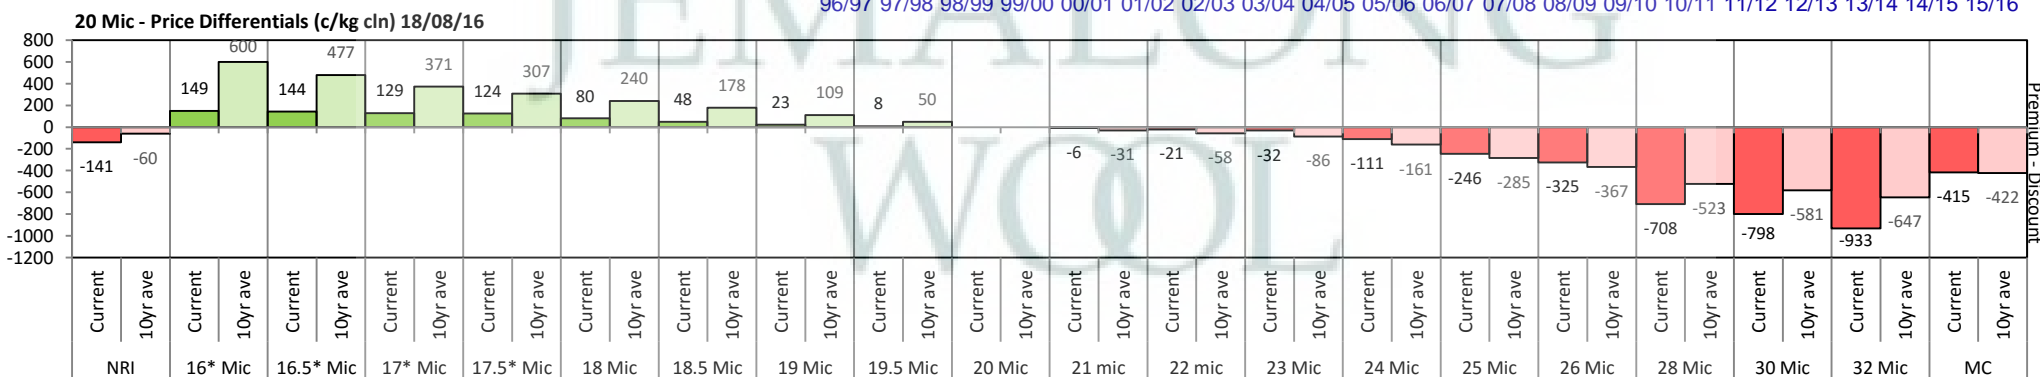 96/97 97/98 98/99 99/00 00/01 01/02 02/03 03/04 04/05 05/06 06/07 07/08 08/09 09/10 10/11 11/12 12/13 13/14 14/15 15/16
20 Mic - Price Differentials (c/kg cln) 18/08/16
JEMALONG
WOOL
800
600
400
200
0
-200
-400
-600
-800
-1000
-1200
-141 -60 149 600 144 477 129 371 124 307 80 240 48 178 23 109 8 50 -6 -31 -21 -58 -32 -86 -111 -161 -246 -285 -325 -367 -708 -523 -798 -581 -933 -647 -415 -422
Premium - Discount
Current 10yr ave Current 10yr ave Current 10yr ave Current 10yr ave Current 10yr ave Current 10yr ave Current 10yr ave Current 10yr ave Current 10yr ave Current 10yr ave Current 10yr ave Current 10yr ave Current 10yr ave Current 10yr ave Current 10yr ave Current 10yr ave Current 10yr ave Current 10yr ave Current 10yr ave Current 10yr ave
NRI 16* Mic 16.5* Mic 17* Mic 17.5* Mic 18 Mic 18.5 Mic 19 Mic 19.5 Mic 20 Mic 21 mic 22 mic 23 Mic 24 Mic 25 Mic 26 Mic 28 Mic 30 Mic 32 Mic MC